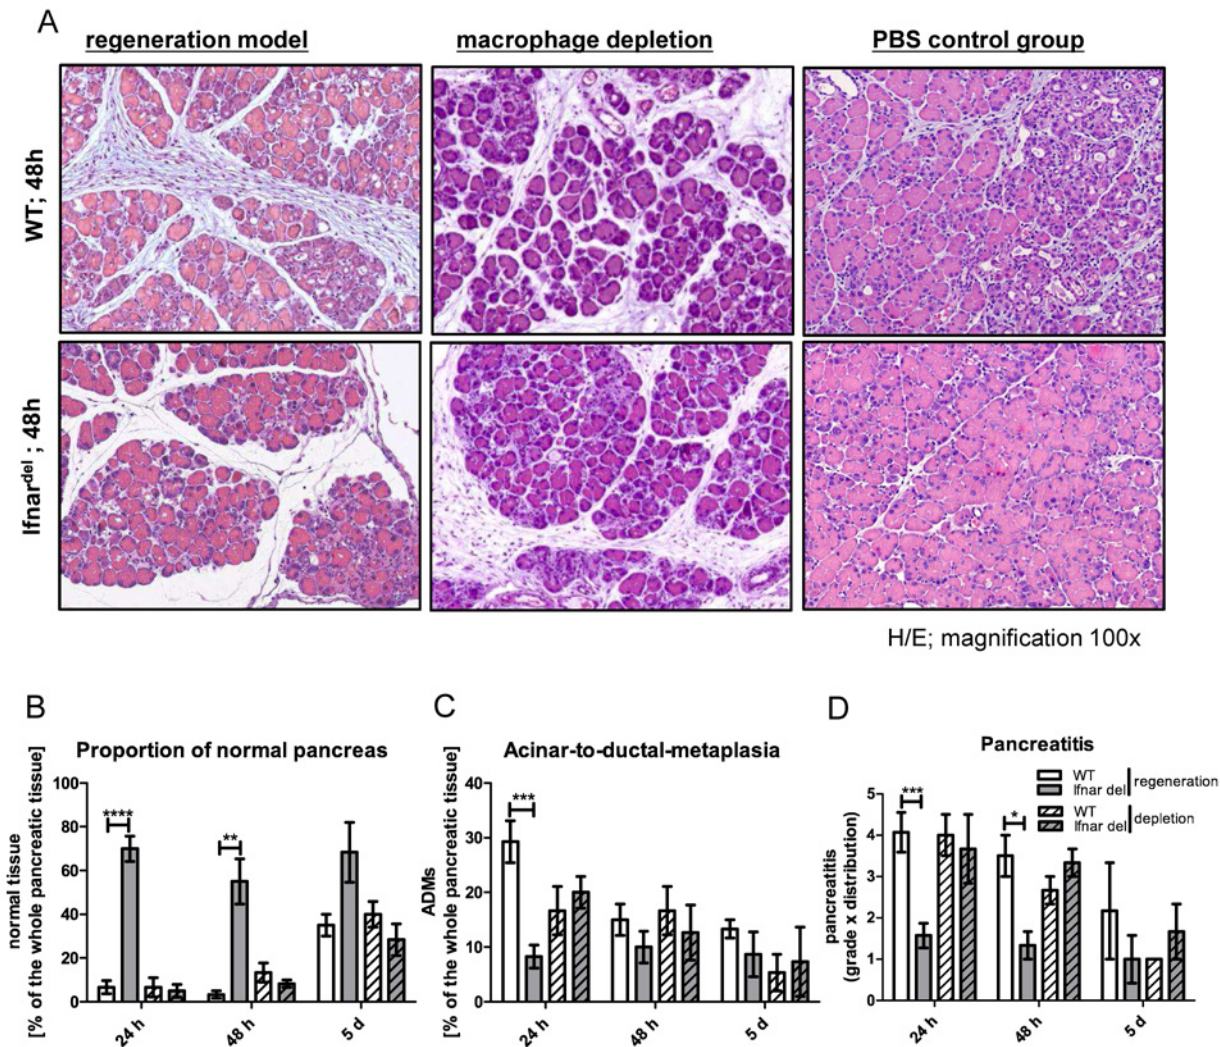 A
regeneration model
macrophage depletion
PBS control group
WT; 48h
Ifnardel; 48h
H/E; magnification 100x
B
Proportion of normal pancreas
normal tissue
[% of the whole pancreatic tissue]
100
80
60
40
20
0
****
**
24 h
48 h
5 d
C
Acinar-to-ductal-metaplasia
ADMs
[% of the whole pancreatic tissue]
40
30
20
10
0
***
24 h
48 h
5 d
D
Pancreatitis
WT
Ifnar del
regeneration
WT
Ifnar del
depletion
pancreatitis
(grade x distribution)
5
4
3
2
1
0
***
*
24 h
48 h
5 d